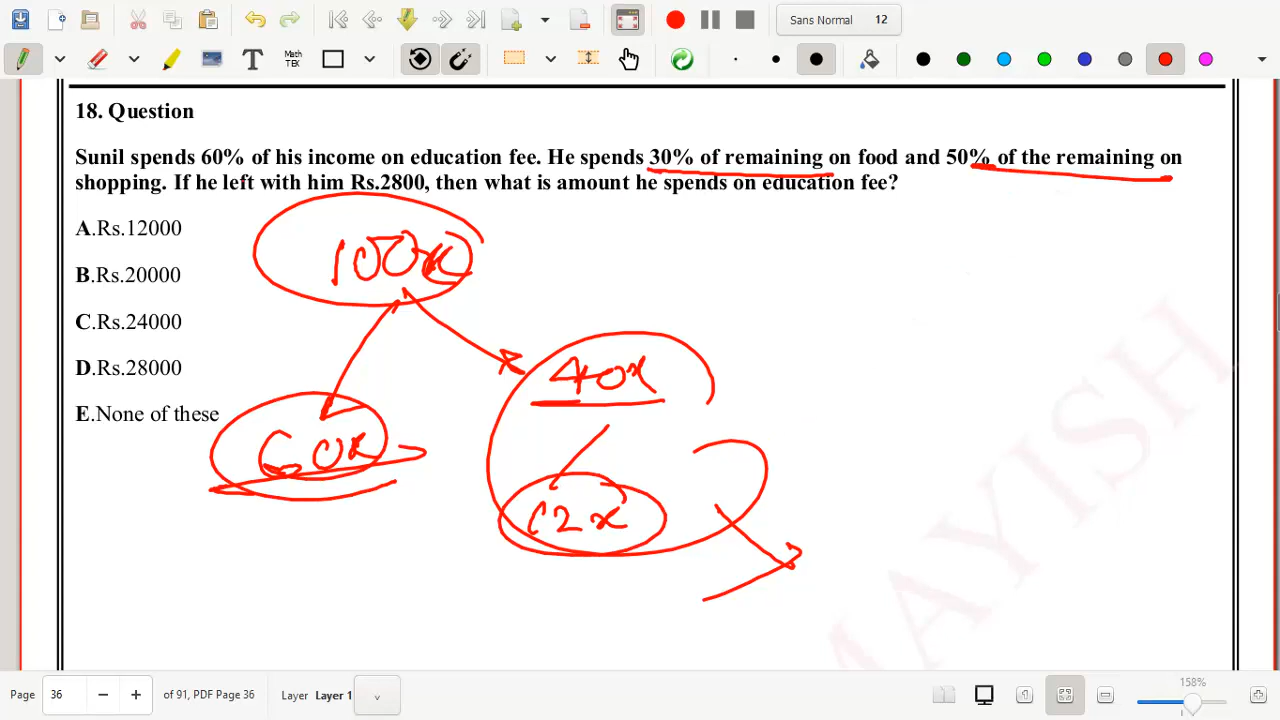 Sans Normal 12
Math
TEX
T
18. Question
Sunil spends 60% of his income on education fee. He spends 30% of remaining on food and 50% of the remaining on
shopping. If he left with him Rs.2800, then what is amount he spends on education fee?
A.Rs.12000
B.Rs.20000
C.Rs.24000
D.Rs.28000
E.None of these
100x
40x
60x
12x
MAYISH
Page 36 of 91, PDF Page 36 Layer Layer 1 158%